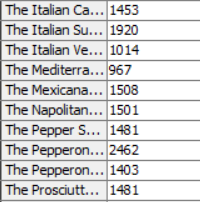 The Italian Ca... 1453
The Italian Su... 1920
The Italian Ve... 1014
The Mediterra... 967
The Mexicana... 1508
The Napolitan... 1501
The Pepper S... 1481
The Pepperon... 2462
The Pepperon... 1403
The Prosciutt... 1481